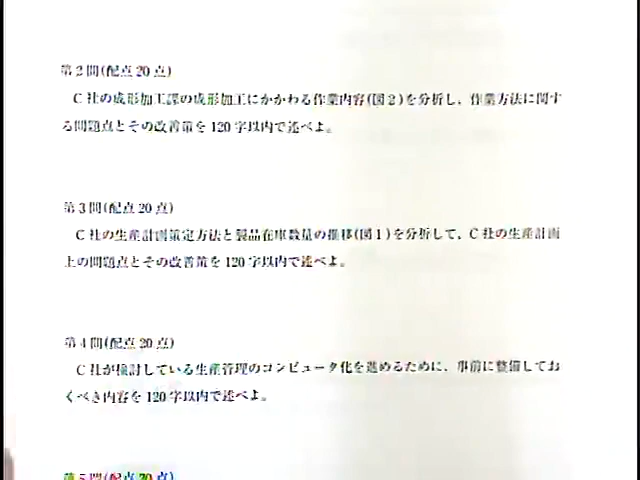 第2問(配点20点)
C社の成形加工課の成形加工にかかわる作業内容(図2)を分析し、作業方法に関す
る問題点とその改善策を120字以内で述べよ。
第3問(配点20点)
C社の生産計画策定方法と製品在庫数量の推移(図1)を分析して、C社の生産計画
上の問題点とその改善策を120字以内で述べよ。
第4問(配点20点)
C社が検討している生産管理のコンピュータ化を進めるために、事前に整備してお
くべき内容を120字以内で述べよ。
第5問(配点20点)